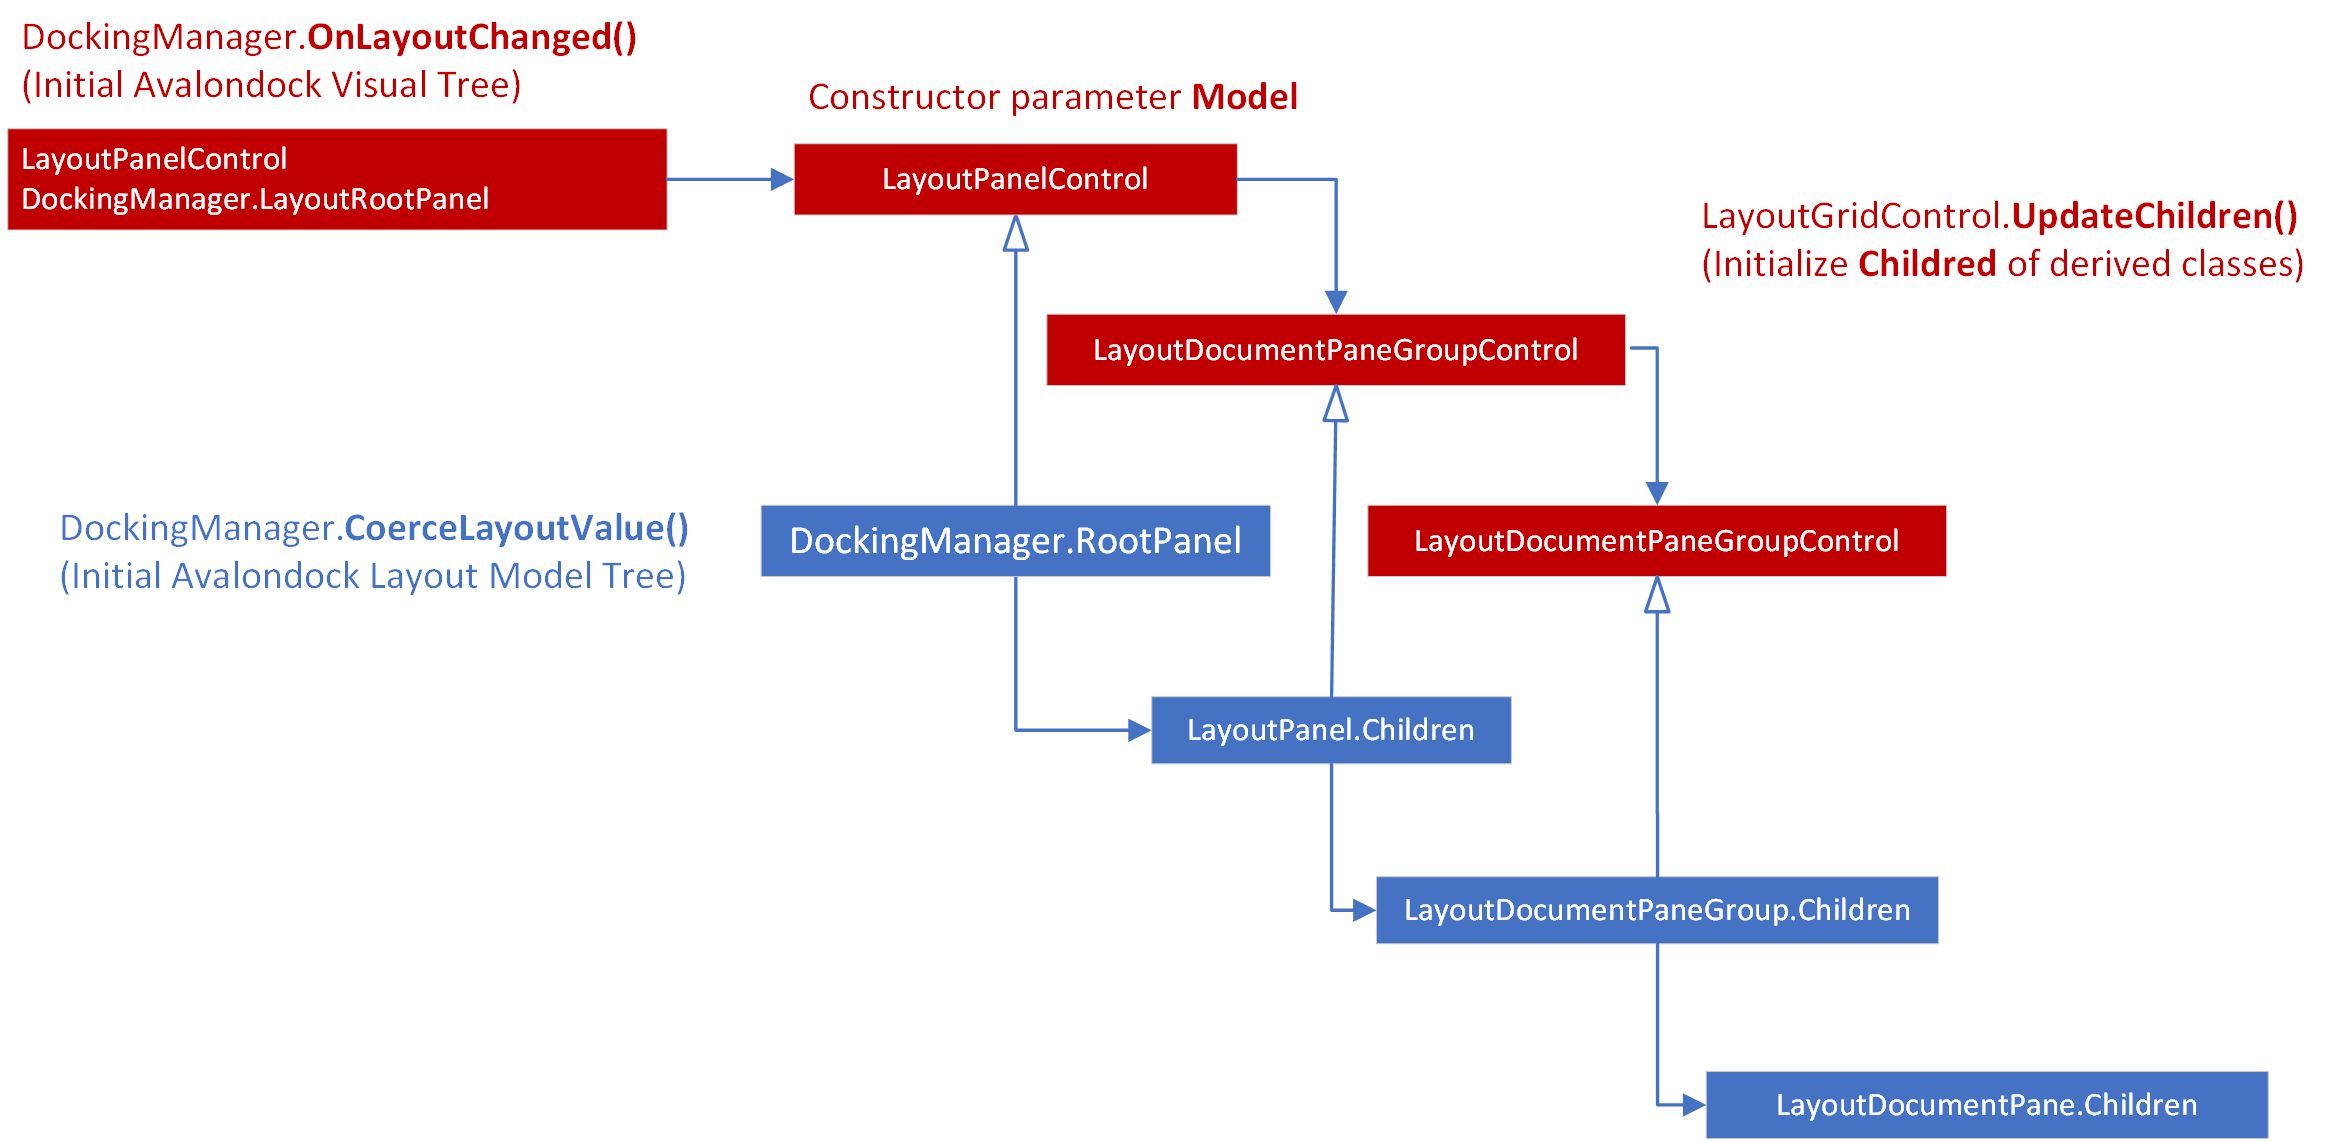 DockingManager.OnLayoutChanged()
(Initial Avalondock Visual Tree)
Constructor parameter Model
LayoutPanelControl
DockingManager.LayoutRootPanel
LayoutPanelControl
LayoutGridControl.UpdateChildren()
(Initialize Childred of derived classes)
LayoutDocumentPaneGroupControl
DockingManager.CoerceLayoutValue()
(Initial Avalondock Layout Model Tree)
DockingManager.RootPanel
LayoutDocumentPaneGroupControl
LayoutPanel.Children
LayoutDocumentPaneGroup.Children
LayoutDocumentPane.Children